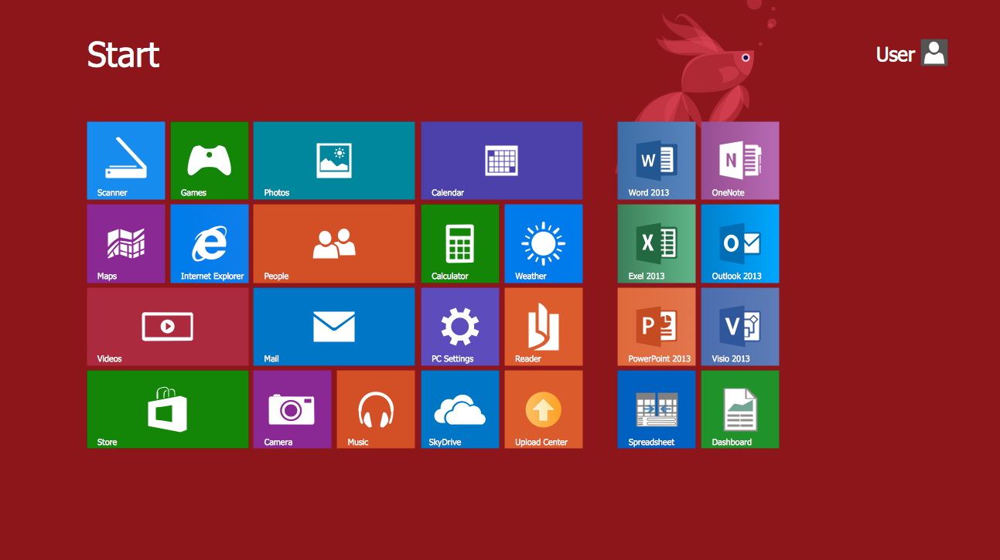 Start
User
Scanner
Games
Photos
Calendar
W
Word 2013
N
OneNote
Maps
Internet Explorer
People
Calculator
Weather
X
Exel 2013
O
Outlook 2013
Videos
Mail
PC Settings
Reader
P
PowerPoint 2013
V
Visio 2013
Store
Camera
Music
SkyDrive
Upload Center
Spreadsheet
Dashboard